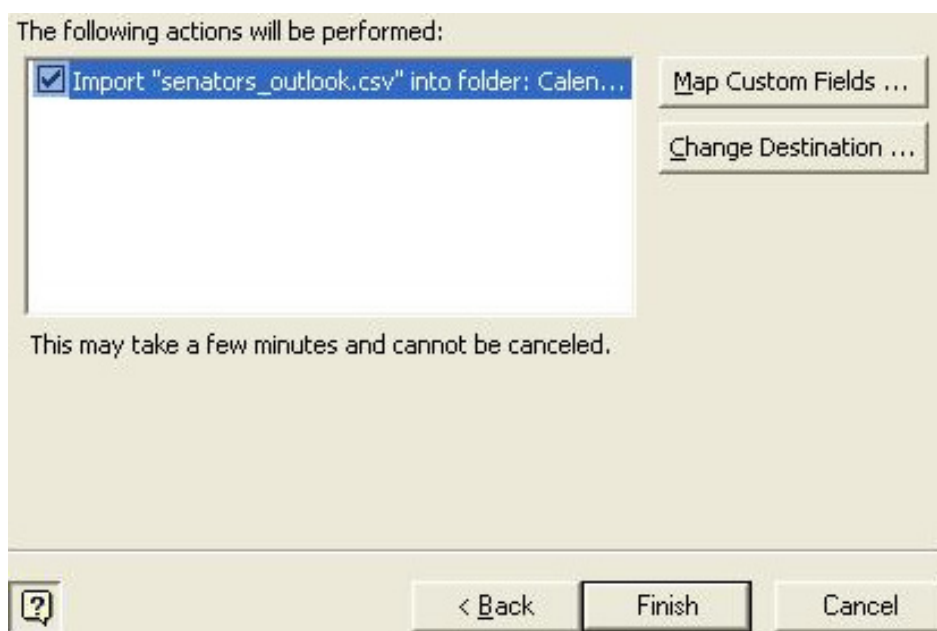 The following actions will be performed:
Import "senators_outlook.csv" into folder: Calen...
Map Custom Fields ...
Change Destination ...
This may take a few minutes and cannot be canceled.
?
< Back
Finish
Cancel